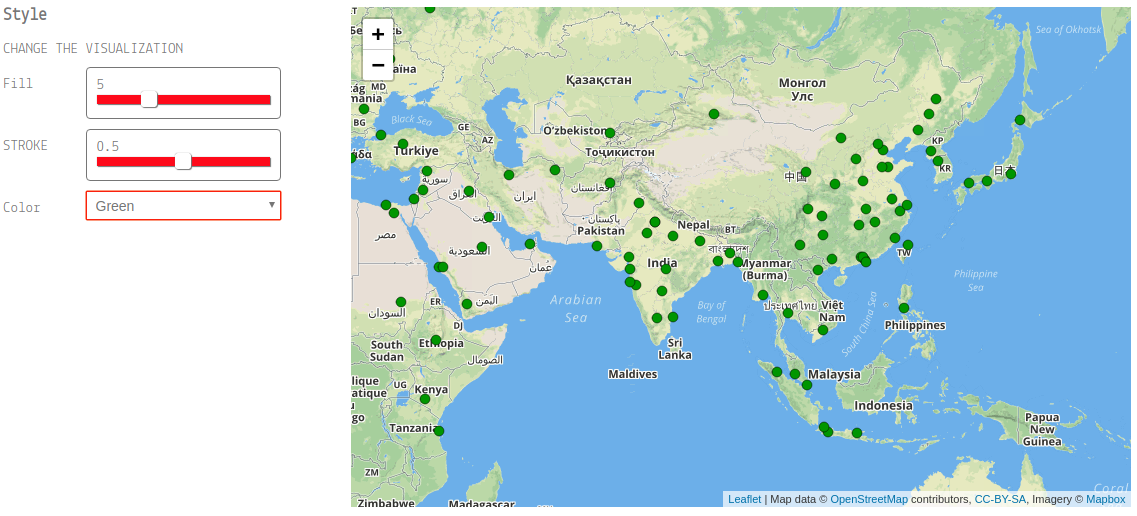 Style
CHANGE THE VISUALIZATION
Fill
5
STROKE
0.5
Color
Green
+
−
Sea of Okhotsk
Қазақстан
Монгол
Улс
MD
BG
Black Sea
GE
AZ
O'zbekiston
Тоҷикистон
KP
KR
日本
中国
Türkiye
سوريا
العراق
ایران
افغانستان
پاکستان
Pakistan
Nepal
BT
বাংলাদেশ
India
Myanmar
(Burma)
TW
مصر
الكويت
السعودية
عمان
Philippine
Sea
Arabian
Sea
Bay of
Bengal
ประเทศไทย
Việt
Nam
South China Sea
Philippines
ER
اليمن
السودان
DJ
South
Sudan
Ethiopia
الصومال
Sri
Lanka
Maldives
Malaysia
UG
Kenya
Indonesia
Papua
New
Guinea
Tanzania
ZM
Zimbabwe
Madagascar
Coral
Leaflet | Map data © OpenStreetMap contributors, CC-BY-SA, Imagery © Mapbox